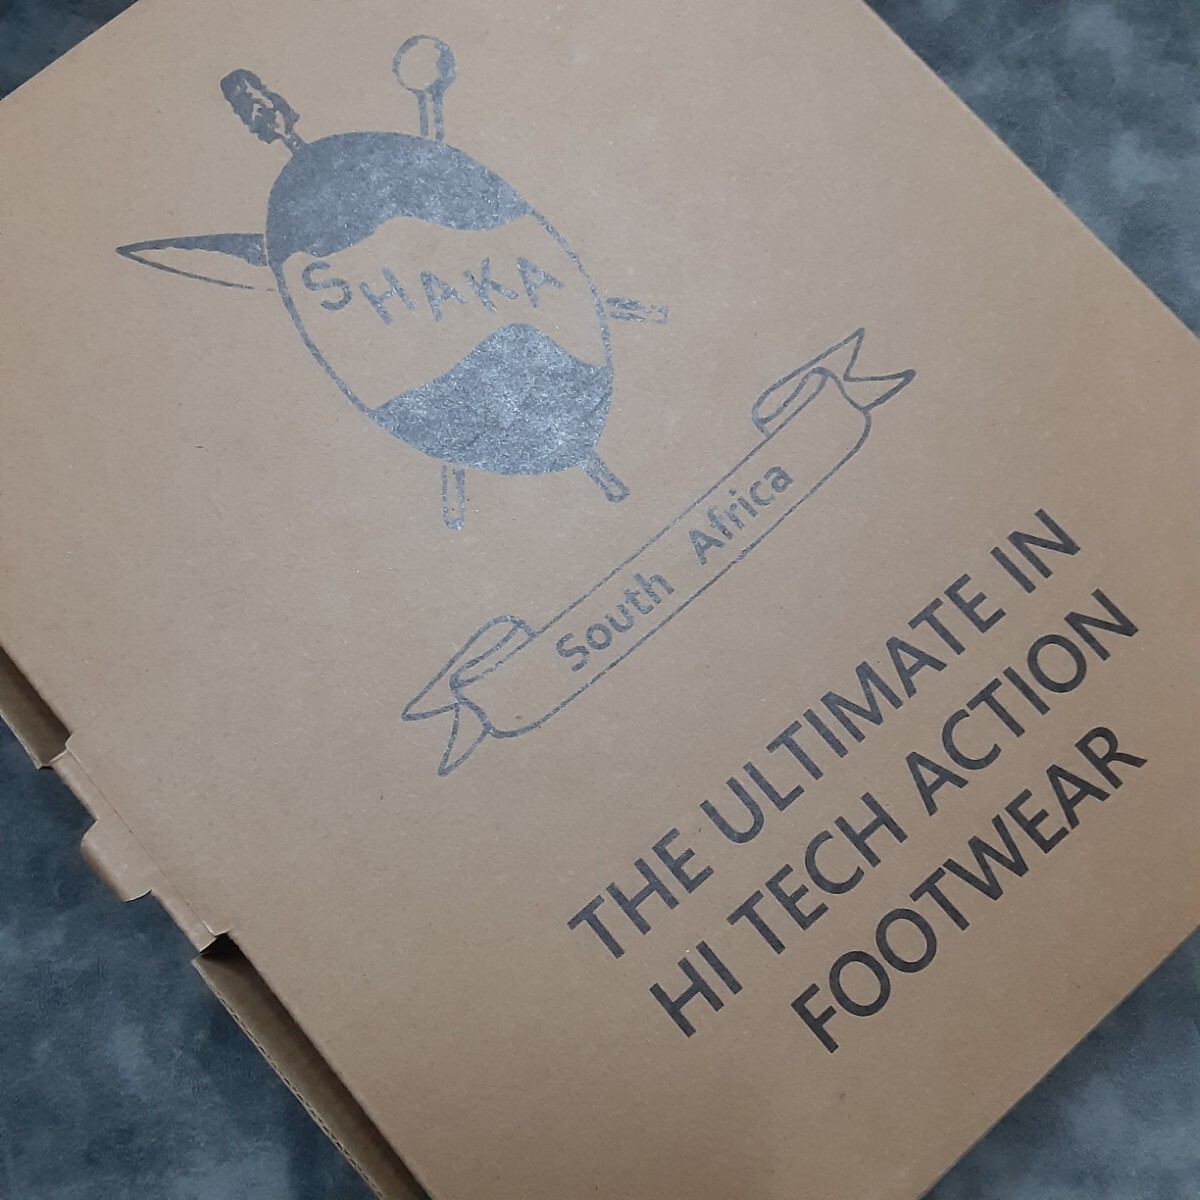 SHAKA
South Africa
THE ULTIMATE IN
HI TECH ACTION
FOOTWEAR